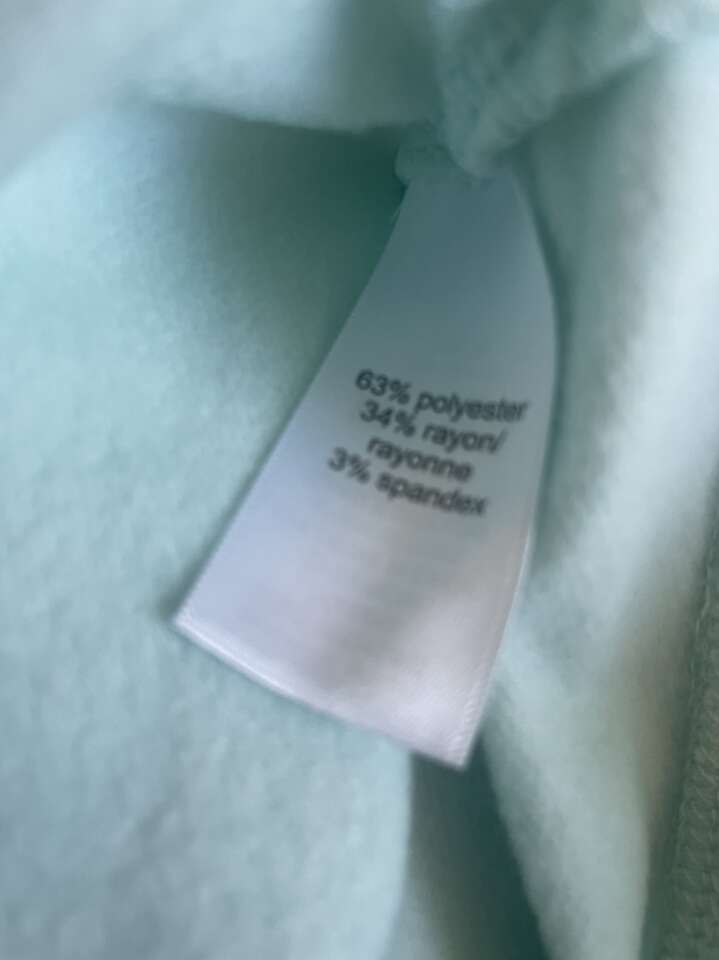 63% polyester
34% rayon/
rayonne
3% spandex